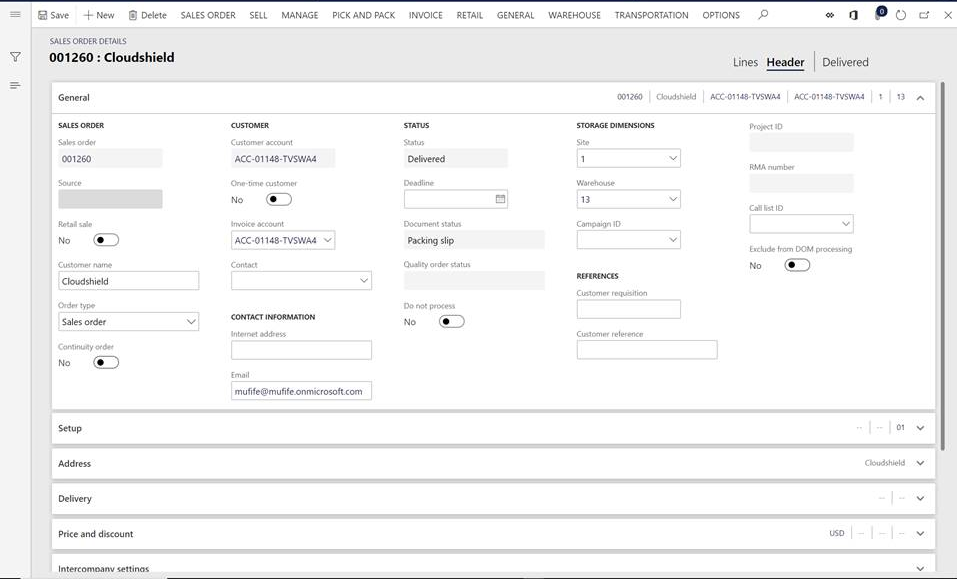 Save New Delete SALES ORDER SELL MANAGE PICK AND PACK INVOICE RETAIL GENERAL WAREHOUSE TRANSPORTATION OPTIONS 0
SALES ORDER DETAILS
001260 : Cloudshield
Lines Header Delivered
General 001260 Cloudshield ACC-01148-TVSWA4 ACC-01148-TVSWA4 1 13
SALES ORDER
Sales order
001260
Source
Retail sale
No
Customer name
Cloudshield
Order type
Sales order
Continuity order
No
CUSTOMER
Customer account
ACC-01148-TVSWA4
One-time customer
No
Invoice account
ACC-01148-TVSWA4
Contact
CONTACT INFORMATION
Internet address
Email
mufife@mufife.onmicrosoft.com
STATUS
Status
Delivered
Deadline
Document status
Packing slip
Quality order status
Do not process
No
STORAGE DIMENSIONS
Site
1
Warehouse
13
Campaign ID
REFERENCES
Customer requisition
Customer reference
Project ID
RMA number
Call list ID
Exclude from DOM processing
No
Setup -- -- 01
Address Cloudshield
Delivery -- --
Price and discount USD -- -- --
Intercompany settings